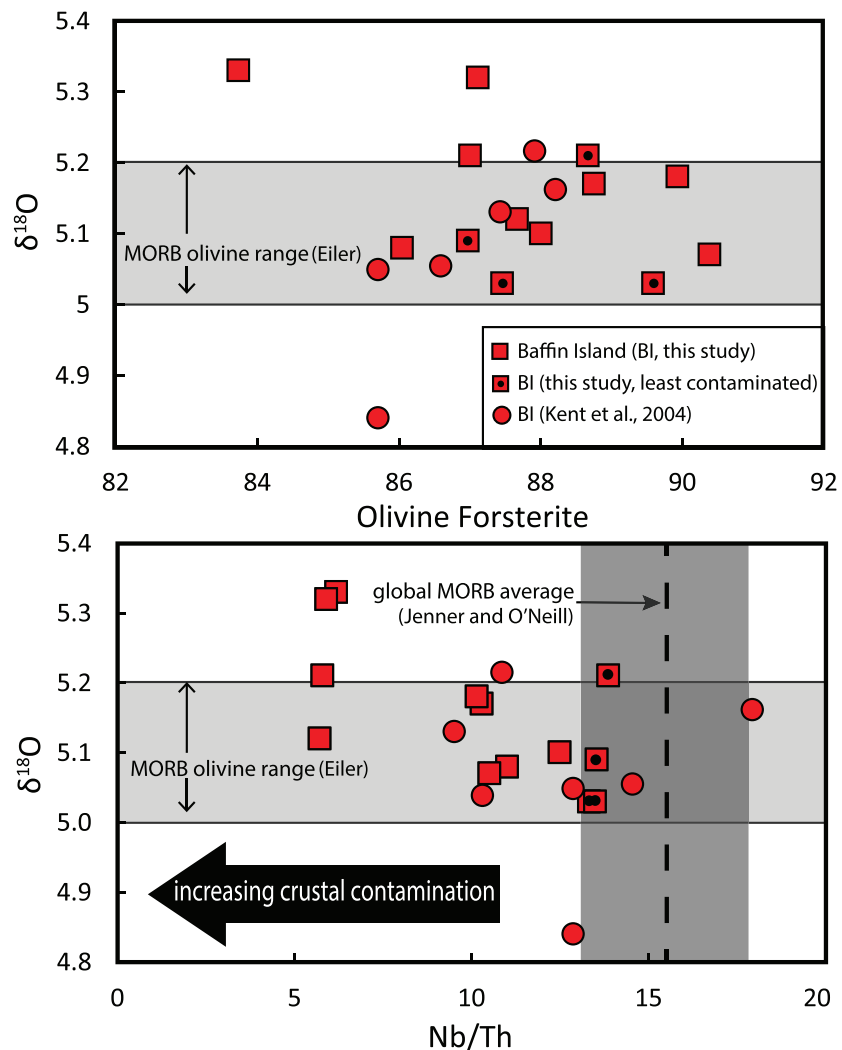 5.4
5.3
5.2
5.1
5
4.9
4.8
δ18O
MORB olivine range (Eiler)
Baffin Island (BI, this study)
BI (this study, least contaminated)
BI (Kent et al., 2004)
82 84 86 88 90 92
Olivine Forsterite
5.4
5.3
5.2
5.1
5.0
4.9
4.8
δ18O
global MORB average
(Jenner and O'Neill)
MORB olivine range (Eiler)
increasing crustal contamination
0 5 10 15 20
Nb/Th